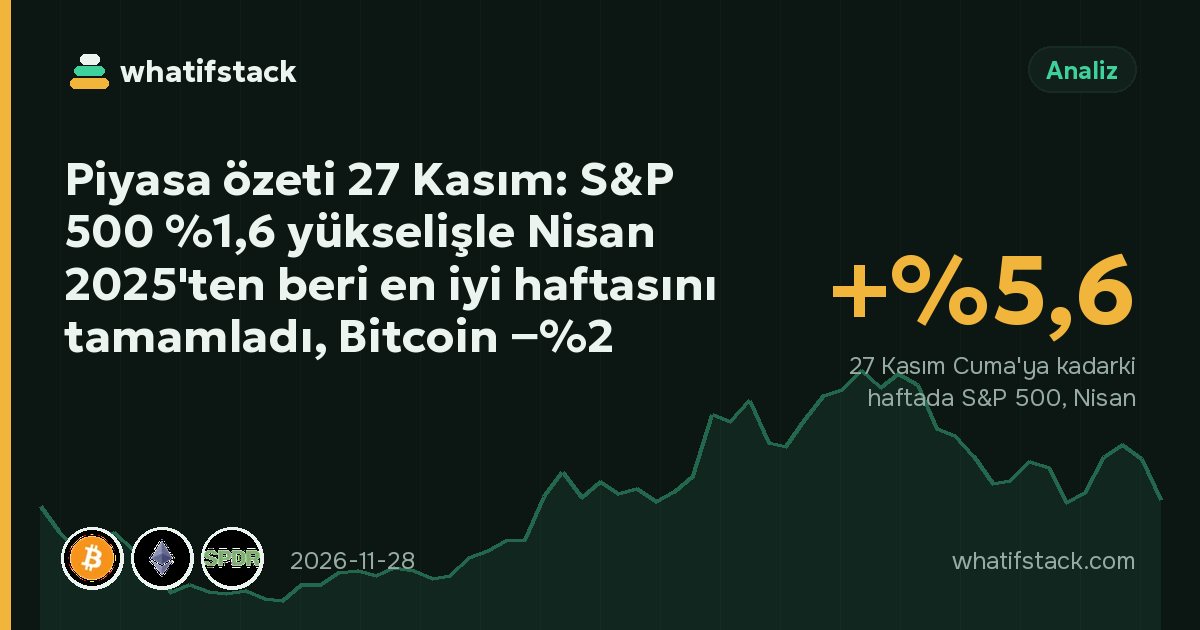 whatifstack
Analiz
Piyasa özeti 27 Kasım: S&P
500 %1,6 yükselişle Nisan
2025'ten beri en iyi haftasını
tamamladı, Bitcoin −%2
+%5,6
27 Kasım Cuma'ya kadarki
haftada S&P 500, Nisan
SPDR
2026-11-28
whatifstack.com